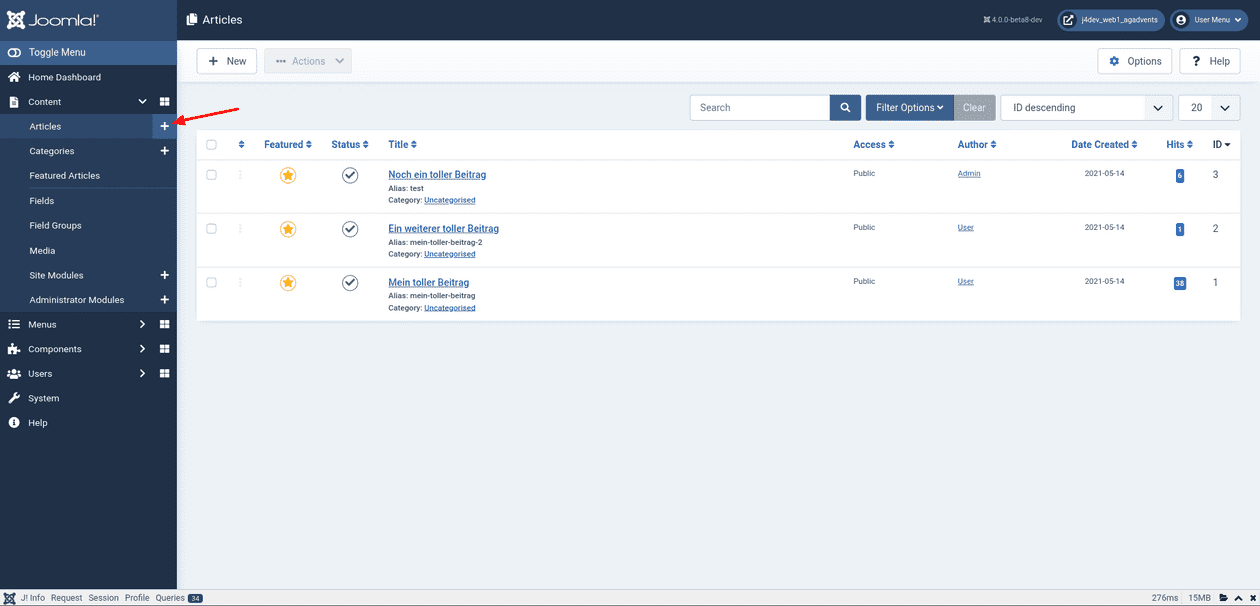 Joomla!
Articles
4.0.0-beta8-dev
j4dev_web1_agadvents
User Menu
Toggle Menu
Home Dashboard
Content
Articles
Categories
Featured Articles
Fields
Field Groups
Media
Site Modules
Administrator Modules
Menus
Components
Users
System
Help
New
Actions
Options
? Help
Search
Filter Options
Clear
ID descending
20
Featured Status Title Access Author Date Created Hits ID
Noch ein toller Beitrag Public Admin 2021-05-14 6 3
Alias: test
Category: Uncategorised
Ein weiterer toller Beitrag Public User 2021-05-14 1 2
Alias: mein-toller-beitrag-2
Category: Uncategorised
Mein toller Beitrag Public User 2021-05-14 38 1
Alias: mein-toller-beitrag
Category: Uncategorised
J! Info Request Session Profile Queries 34 276ms 15MB